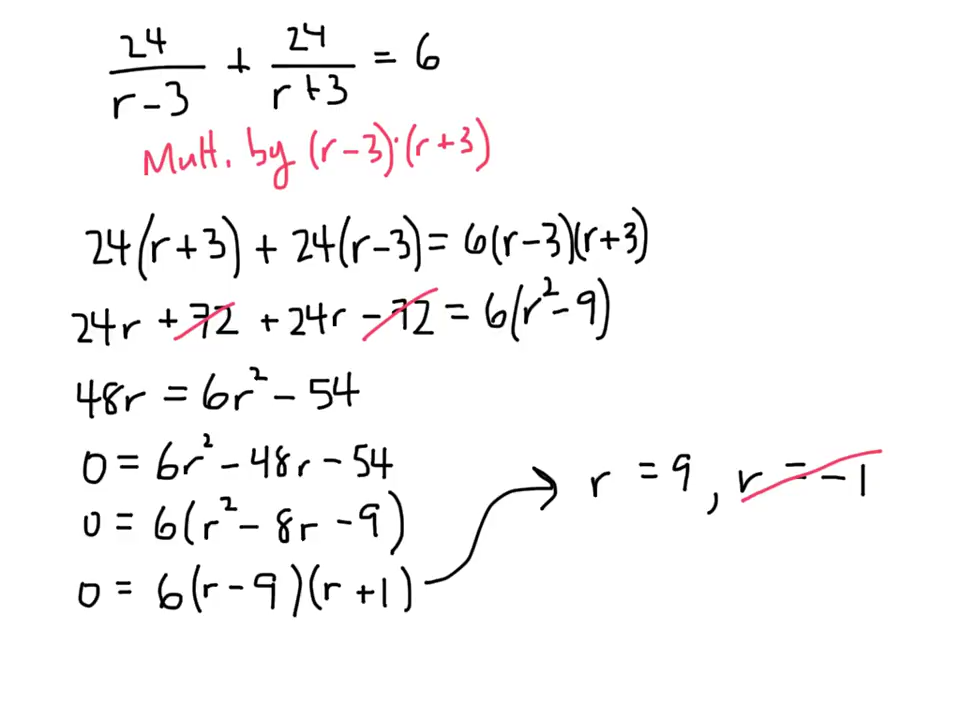 24/(r-3) + 24/(r+3) = 6
Mult. by (r-3)·(r+3)
24(r+3) + 24(r-3) = 6(r-3)(r+3)
24r + 72 + 24r - 72 = 6(r² - 9)
48r = 6r² - 54
0 = 6r² - 48r - 54
0 = 6(r² - 8r - 9)
0 = 6(r-9)(r+1)
r = 9, r = -1